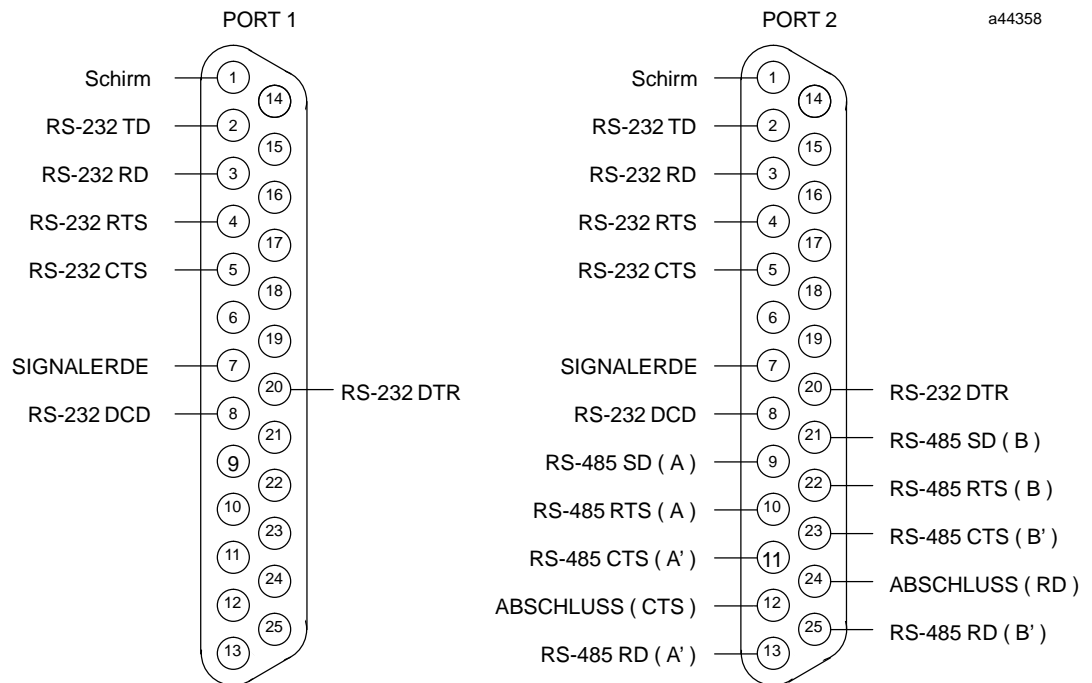 PORT 1
Schirm
1
14
RS-232 TD
2
15
RS-232 RD
3
16
RS-232 RTS
4
17
RS-232 CTS
5
18
6
19
SIGNALERDE
7
20
RS-232 DTR
RS-232 DCD
8
21
9
22
10
23
11
24
12
25
13
PORT 2
a44358
Schirm
1
14
RS-232 TD
2
15
RS-232 RD
3
16
RS-232 RTS
4
17
RS-232 CTS
5
18
6
19
SIGNALERDE
7
20
RS-232 DTR
RS-232 DCD
8
21
RS-485 SD ( B )
RS-485 SD ( A )
9
22
RS-485 RTS ( B )
RS-485 RTS ( A )
10
23
RS-485 CTS ( B’ )
RS-485 CTS ( A’ )
11
24
ABSCHLUSS ( RD )
ABSCHLUSS ( CTS )
12
25
RS-485 RD ( B’ )
RS-485 RD ( A’ )
13